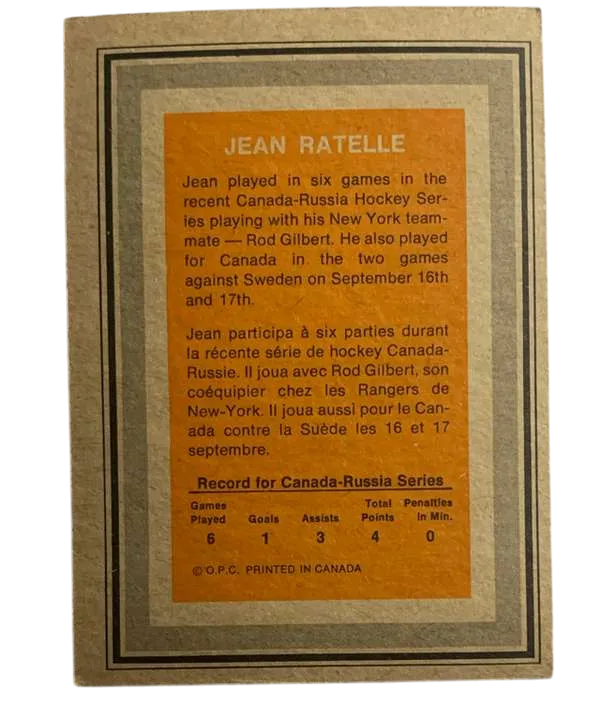 JEAN RATELLE
Jean played in six games in the
recent Canada-Russia Hockey Ser-
ies playing with his New York team-
mate — Rod Gilbert. He also played
for Canada in the two games
against Sweden on September 16th
and 17th.
Jean participa à six parties durant
la récente série de hockey Canada-
Russie. Il joua avec Rod Gilbert, son
coéquipier chez les Rangers de
New-York. Il joua aussi pour le Can-
ada contre la Suède les 16 et 17
septembre.
Record for Canada-Russia Series
Games Total Penalties
Played Goals Assists Points in Min.
6 1 3 4 0
© O.P.C. PRINTED IN CANADA